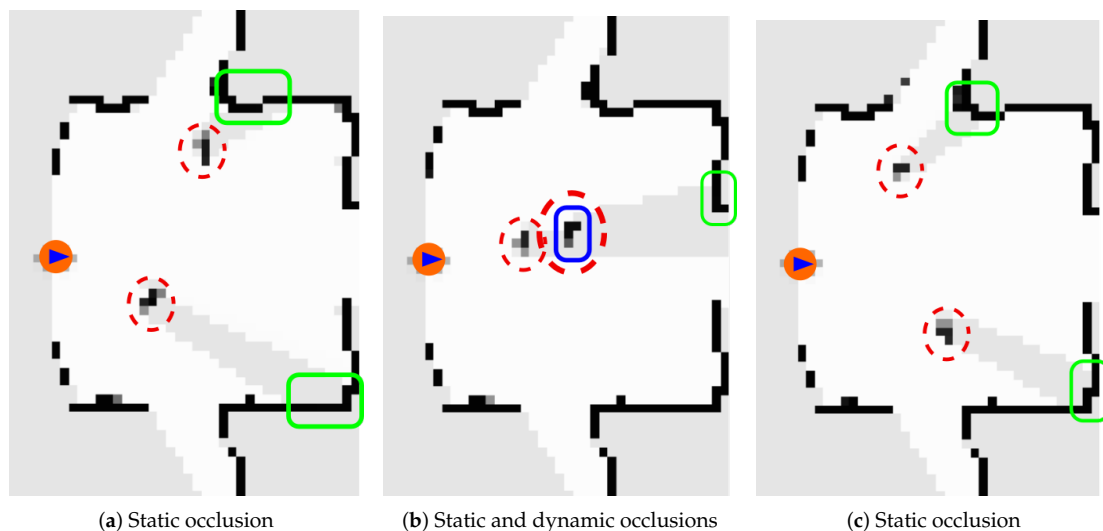 (a) Static occlusion
(b) Static and dynamic occlusions
(c) Static occlusion